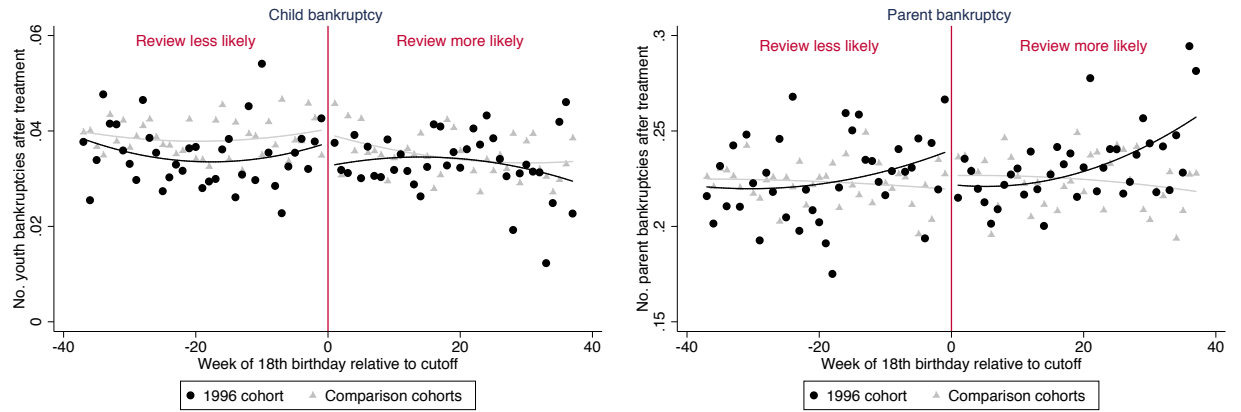 Child bankruptcy
Review less likely
Review more likely
No. youth bankruptcies after treatment
.06
.04
.02
0
-40
-20
0
20
40
Week of 18th birthday relative to cutoff
1996 cohort
Comparison cohorts
Parent bankruptcy
Review less likely
Review more likely
No. parent bankruptcies after treatment
.3
.25
.2
.15
-40
-20
0
20
40
Week of 18th birthday relative to cutoff
1996 cohort
Comparison cohorts